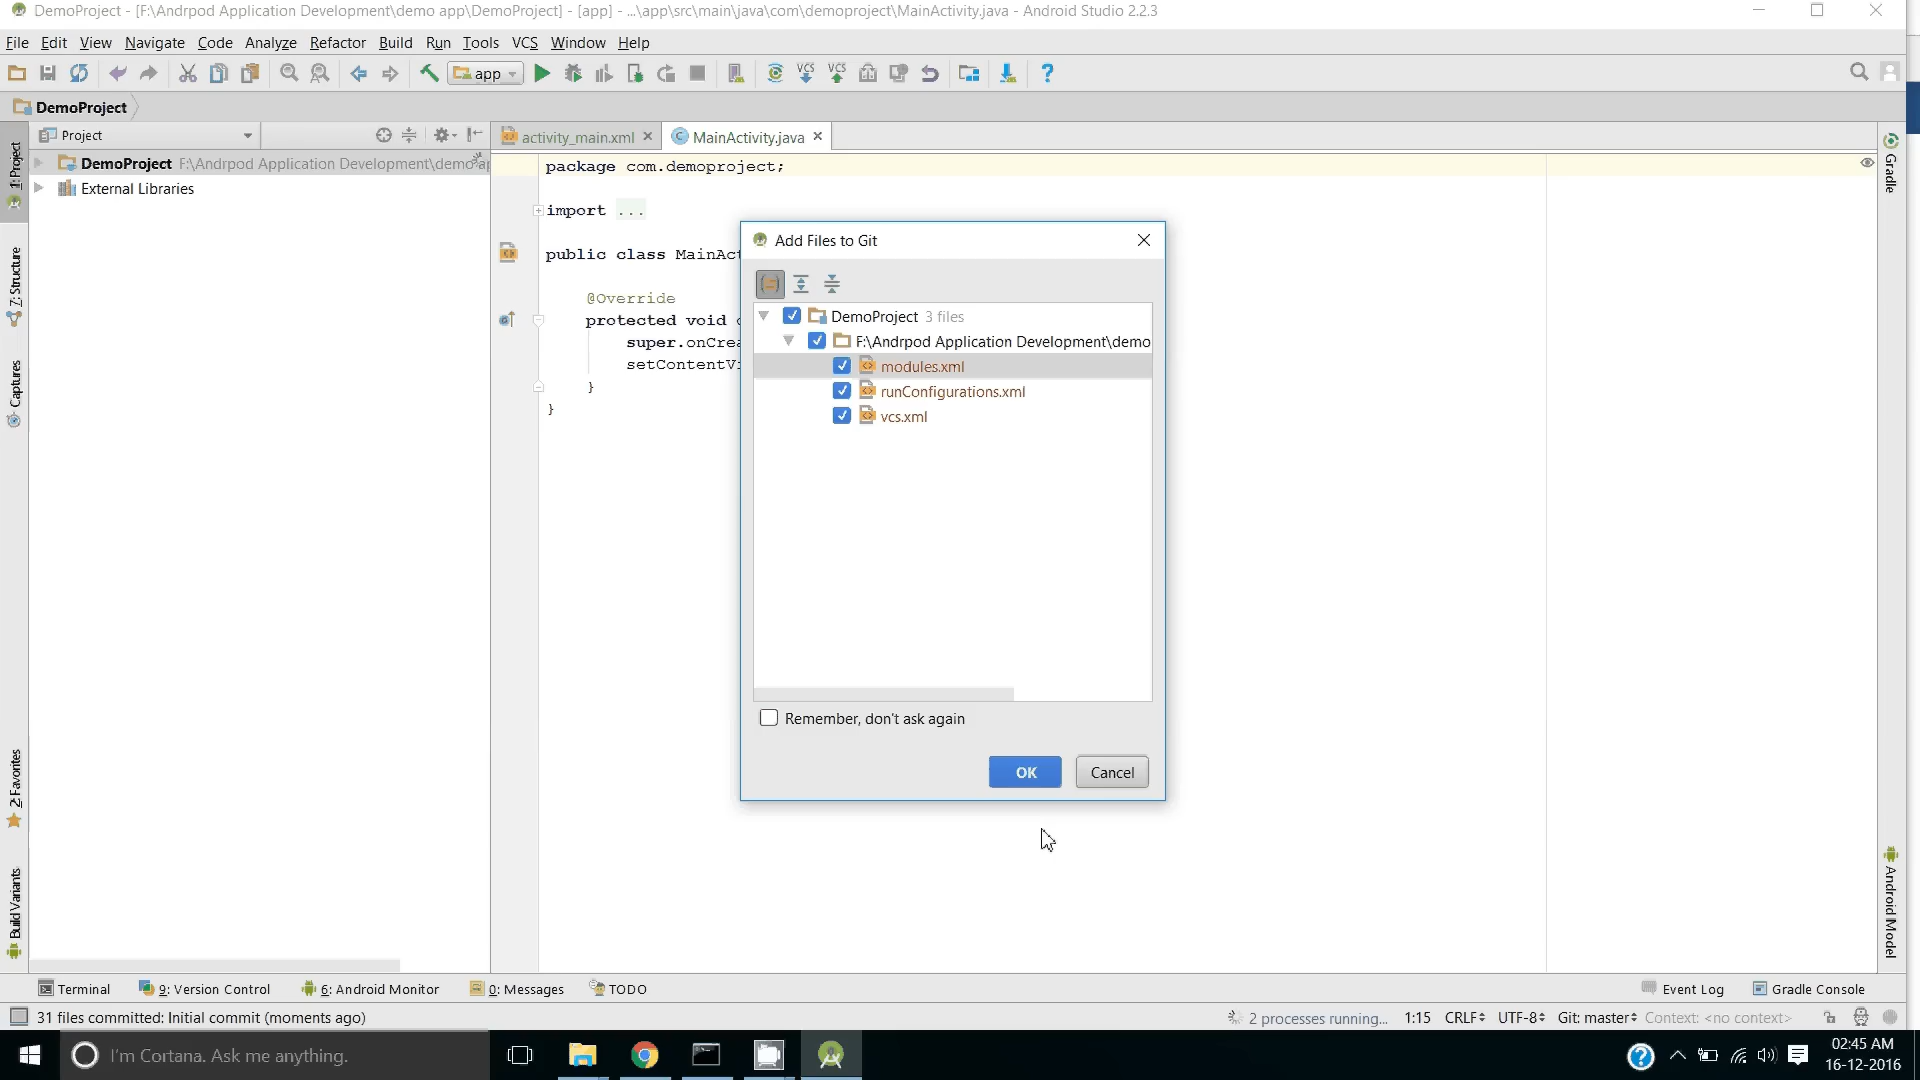 DemoProject - [F:\Andrpod Application Development\demo app\DemoProject] - [app] - ...\app\src\main\java\com\demoproject\MainActivity.java - Android Studio 2.2.3
File Edit View Navigate Code Analyze Refactor Build Run Tools VCS Window Help
app VCS VCS ?
DemoProject
Project
activity_main.xml
MainActivity.java
DemoProject F:\Andrpod Application Development\demo ap
External Libraries
1: Project
7: Structure
Captures
2: Favorites
Build Variants
package com.demoproject;
import ...
public class MainAct
@Override
protected void
super.onCrea
setContentVi
}
}
Add Files to Git
DemoProject 3 files
F:\Andrpod Application Development\demo
modules.xml
runConfigurations.xml
vcs.xml
Remember, don't ask again
OK
Cancel
Gradle
Android Model
Terminal
9: Version Control
6: Android Monitor
0: Messages
TODO
Event Log
Gradle Console
31 files committed: Initial commit (moments ago)
2 processes running...
1:15 CRLF UTF-8 Git: master Context: <no context>
I'm Cortana. Ask me anything.
02:45 AM
16-12-2016